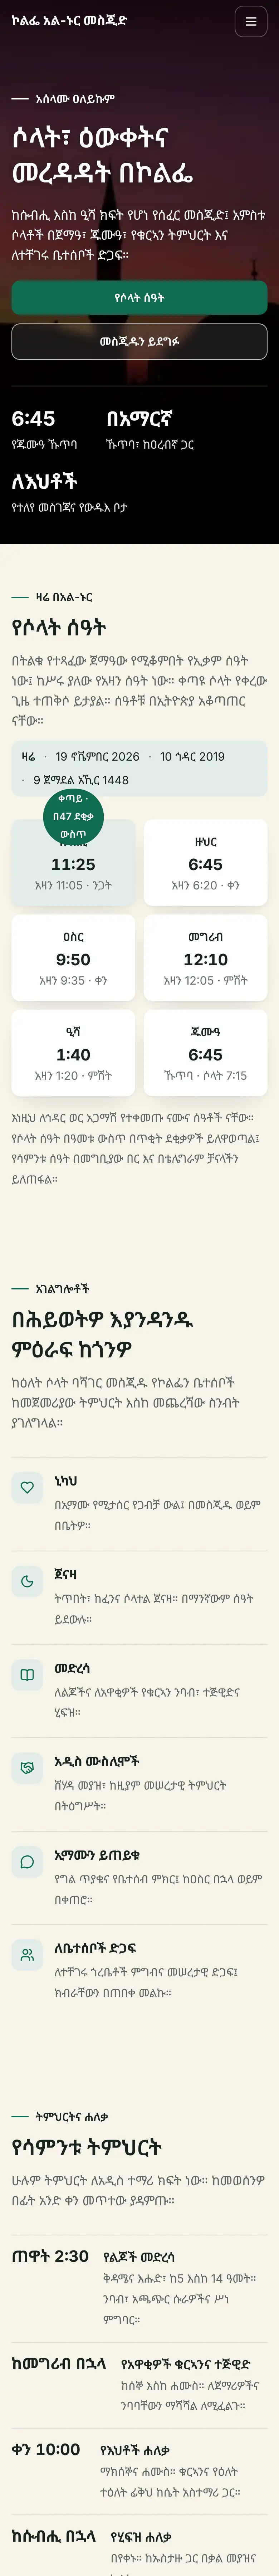 ኮልፌ አል-ኑር መስጂድ
አሰላሙ ዐለይኩም
ሶላት፣ ዕውቀትና
መረዳዳት በኮልፌ
ከሱብሒ እስከ ዒሻ ክፍት የሆነ የሰፈር መስጂድ፤ አምስቱ
ሶላቶች በጀማዓ፣ ጁሙዓ፣ የቁርኣን ትምህርት እና
ለተቸገሩ ቤተሰቦች ድጋፍ።
የሶላት ሰዓት
መስጂዱን ይደግፉ
6:45
የጁሙዓ ኹጥባ
በአማርኛ
ኹጥባ፣ ከዐረብኛ ጋር
ለእህቶች
የተለየ መስገጃና የውዱእ ቦታ
ዛሬ በአል-ኑር
የሶላት ሰዓት
በትልቁ የተጻፈው ጀማዓው የሚቆምበት የኢቃም ሰዓት
ነው፤ ከሥሩ ያለው የአዛን ሰዓት ነው። ቀጣዩ ሶላት የቀረው
ጊዜ ተጠቅሶ ይታያል። ሰዓቶቹ በኢትዮጵያ አቆጣጠር
ናቸው።
ዛሬ · 19 ኖቬምበር 2026 · 10 ኅዳር 2019
· 9 ጀማደል አኺር 1448
ቀጣይ ·
በ47 ደቂቃ
ውስጥ
11:25
አዛን 11:05 · ንጋት
ዙህር
6:45
አዛን 6:20 · ቀን
ዐስር
9:50
አዛን 9:35 · ቀን
መግሪብ
12:10
አዛን 12:05 · ምሽት
ዒሻ
1:40
አዛን 1:20 · ምሽት
ጁሙዓ
6:45
ኹጥባ · ሶላት 7:15
እነዚህ ለኅዳር ወር አጋማሽ የተቀመጡ ናሙና ሰዓቶች ናቸው።
የሶላት ሰዓት በዓመቱ ውስጥ በጥቂት ደቂቃዎች ይለዋወጣል፤
የሳምንቱ ሰዓት በመግቢያው በር እና በቴሌግራም ቻናላችን
ይለጠፋል።
አገልግሎቶች
በሕይወትዎ እያንዳንዱ
ምዕራፍ ከጎንዎ
ከዕለት ሶላት ባሻገር መስጂዱ የኮልፌን ቤተሰቦች
ከመጀመሪያው ትምህርት እስከ መጨረሻው ስንብት
ያገለግላል።
ኒካህ
በኢማሙ የሚታሰር የጋብቻ ውል፤ በመስጂዱ ወይም
በቤትዎ።
ጀናዛ
ትጥበት፣ ከፈንና ሶላተል ጀናዛ። በማንኛውም ሰዓት
ይደውሉ።
መድረሳ
ለልጆችና ለአዋቂዎች የቁርኣን ንባብ፣ ተጅዊድና
ሂፍዝ።
አዲስ ሙስሊሞች
ሸሃዳ መያዝ፣ ከዚያም መሠረታዊ ትምህርት
በትዕግሥት።
ኢማሙን ይጠይቁ
የግል ጥያቄና የቤተሰብ ምክር፤ ከዐስር በኋላ ወይም
በቀጠሮ።
ለቤተሰቦች ድጋፍ
ለተቸገሩ ጎረቤቶች ምግብና መሠረታዊ ድጋፍ፤
ክብራቸውን በጠበቀ መልኩ።
ትምህርትና ሐለቃ
የሳምንቱ ትምህርት
ሁሉም ትምህርት ለአዲስ ተማሪ ክፍት ነው። ከመወሰንዎ
በፊት አንድ ቀን መጥተው ያዳምጡ።
ጠዋት 2:30
የልጆች መድረሳ
ቅዳሜና እሑድ፣ ከ5 እስከ 14 ዓመት።
ንባብ፣ አጫጭር ሱራዎችና ሥነ
ምግባር።
ከመግሪብ በኋላ
የአዋቂዎች ቁርኣንና ተጅዊድ
ከሰኞ እስከ ሐሙስ። ለጀማሪዎችና
ንባባቸውን ማሻሻል ለሚፈልጉ።
ቀን 10:00
የእህቶች ሐለቃ
ማክሰኞና ሐሙስ። ቁርኣንና የዕለት
ተዕለት ፊቅህ ከሴት አስተማሪ ጋር።
ከሱብሒ በኋላ
የሂፍዝ ሐለቃ
በየቀኑ። ከኡስታዙ ጋር በቃል መያዝና